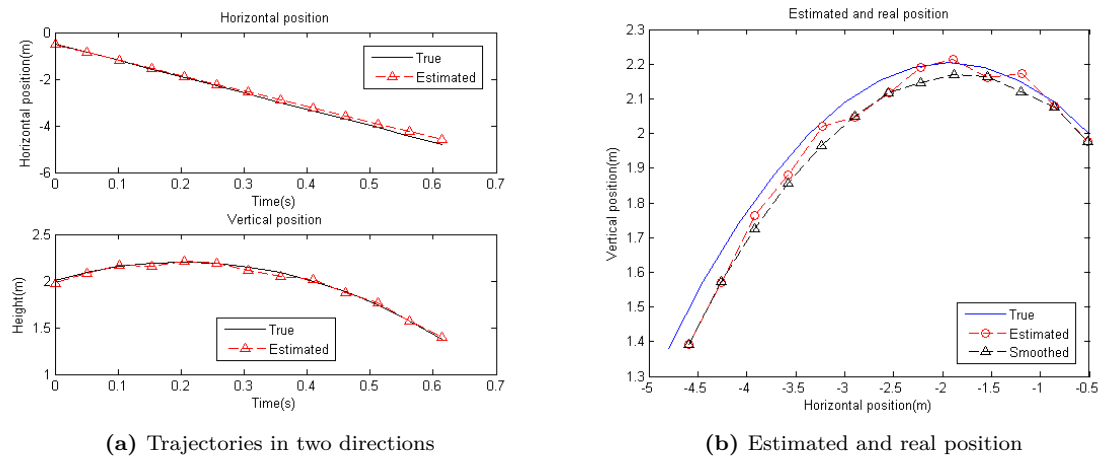 Horizontal position
0
-2
-4
-6
Horizontal position(m)
True
Estimated
0 0.1 0.2 0.3 0.4 0.5 0.6 0.7
Time(s)
Vertical position
2.5
2
1.5
1
Height(m)
True
Estimated
0 0.1 0.2 0.3 0.4 0.5 0.6 0.7
Time(s)
(a) Trajectories in two directions
Estimated and real position
2.3
2.2
2.1
2
1.9
1.8
1.7
1.6
1.5
1.4
1.3
Vertical position(m)
True
Estimated
Smoothed
-5 -4.5 -4 -3.5 -3 -2.5 -2 -1.5 -1 -0.5
Horizontal position(m)
(b) Estimated and real position